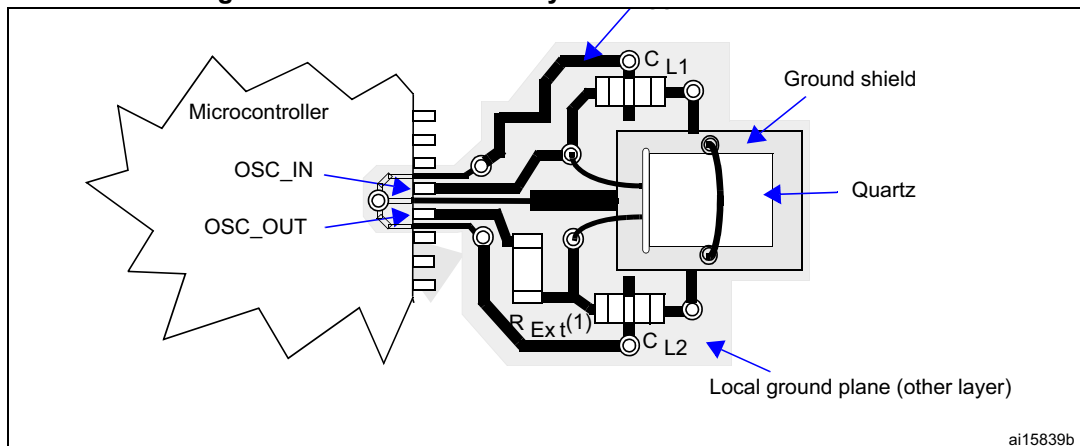 C L1
Ground shield
Microcontroller
OSC_IN
Quartz
OSC_OUT
R Ext(1)
C L2
Local ground plane (other layer)
ai15839b